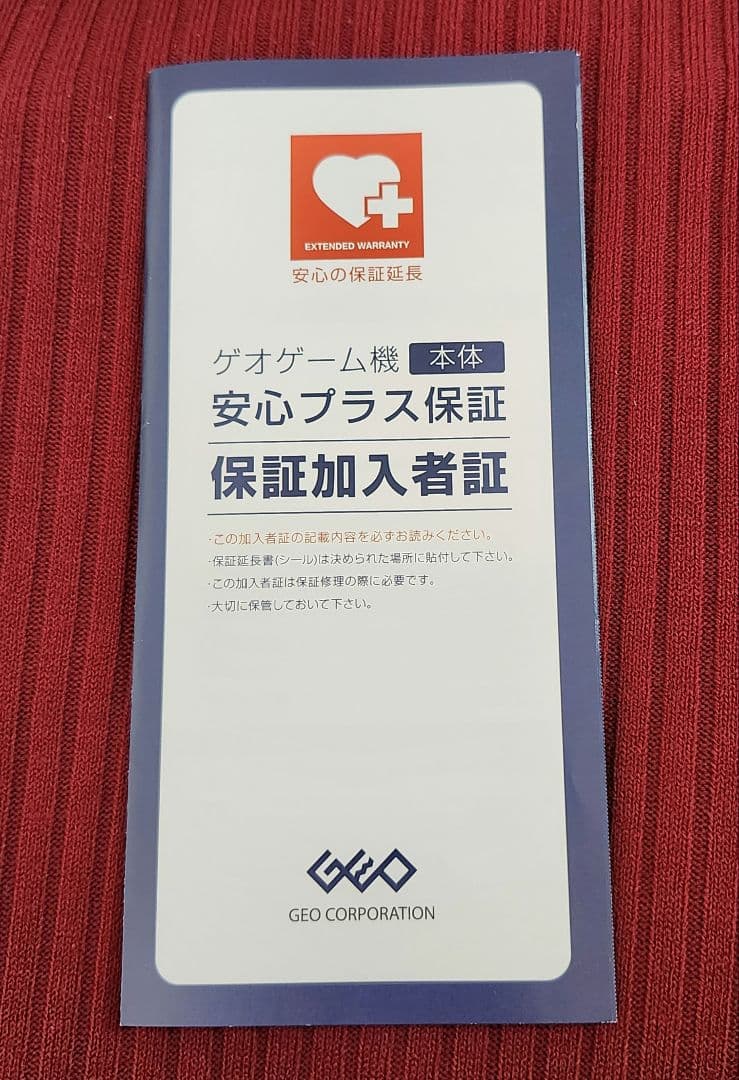 EXTENDED WARRANTY
安心の保証延長
ゲオゲーム機 本体
安心プラス保証
保証加入者証
・この加入者証の記載内容を必ずお読みください。
・保証延長書(シール)は決められた場所に貼付して下さい。
・この加入者証は保証修理の際に必要です。
・大切に保管しておいて下さい。
GEO
GEO CORPORATION